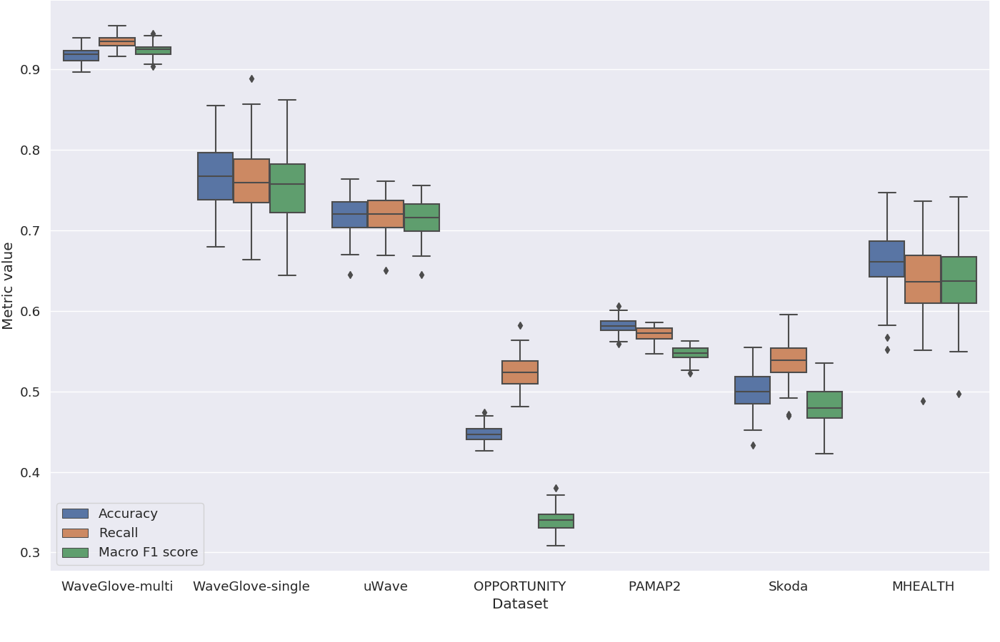 Metric value
0.9
0.8
0.7
0.6
0.5
0.4
0.3
Accuracy
Recall
Macro F1 score
WaveGlove-multi WaveGlove-single uWave OPPORTUNITY PAMAP2 Skoda MHEALTH
Dataset